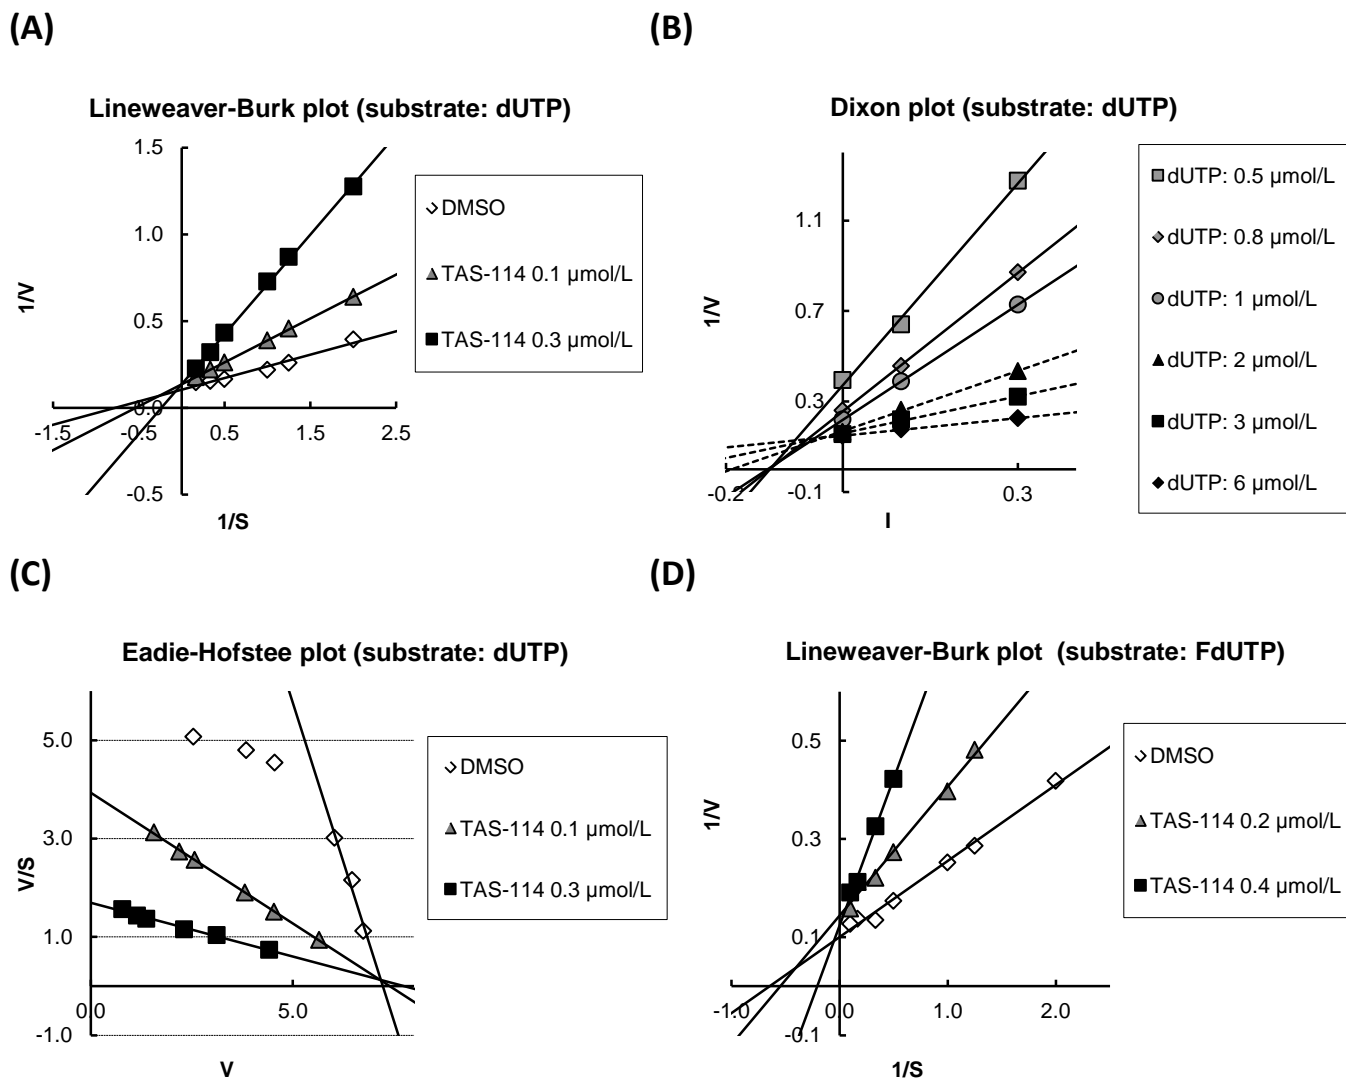 (A)
Lineweaver-Burk plot (substrate: dUTP)
1.5
1.0
0.5
0.0
-0.5
-1.5
-0.5
0.5
1.5
2.5
1/V
1/S
DMSO
TAS-114 0.1 µmol/L
TAS-114 0.3 µmol/L
(B)
Dixon plot (substrate: dUTP)
1.1
0.7
0.3
-0.1
-0.2
0.3
1/V
I
dUTP: 0.5 µmol/L
dUTP: 0.8 µmol/L
dUTP: 1 µmol/L
dUTP: 2 µmol/L
dUTP: 3 µmol/L
dUTP: 6 µmol/L
(C)
Eadie-Hofstee plot (substrate: dUTP)
5.0
3.0
1.0
-1.0
0.0
5.0
V/S
V
DMSO
TAS-114 0.1 µmol/L
TAS-114 0.3 µmol/L
(D)
Lineweaver-Burk plot (substrate: FdUTP)
0.5
0.3
0.1
-0.1
-1.0
0.0
1.0
2.0
1/V
1/S
DMSO
TAS-114 0.2 µmol/L
TAS-114 0.4 µmol/L